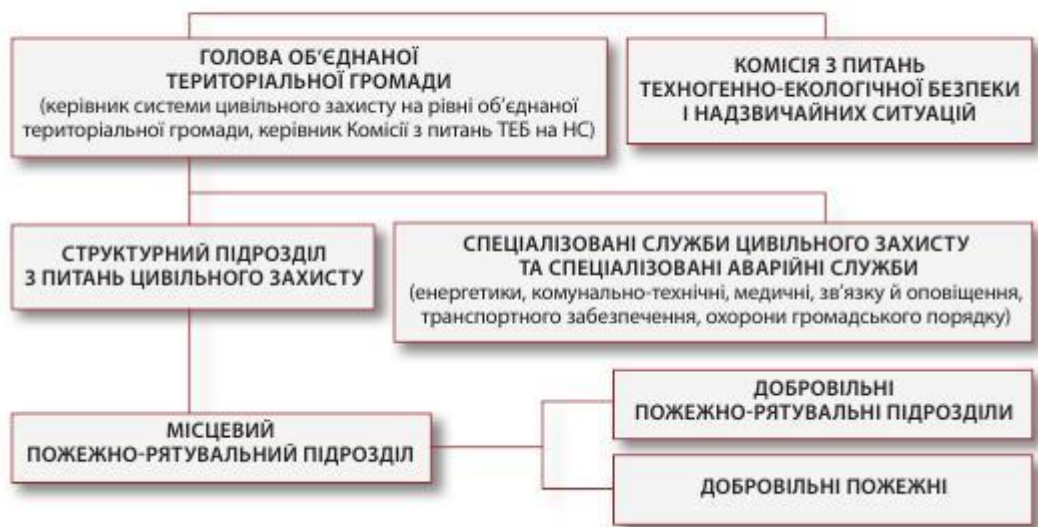 ГОЛОВА ОБ’ЄДНАНОЇ
ТЕРИТОРІАЛЬНОЇ ГРОМАДИ
(керівник системи цивільного захисту на рівні об’єднаної
територіальної громади, керівник Комісії з питань ТЕБ на НС)
КОМІСІЯ З ПИТАНЬ
ТЕХНОГЕННО-ЕКОЛОГІЧНОЇ БЕЗПЕКИ
І НАДЗВИЧАЙНИХ СИТУАЦІЙ
СТРУКТУРНИЙ ПІДРОЗДІЛ
З ПИТАНЬ ЦИВІЛЬНОГО ЗАХИСТУ
СПЕЦІАЛІЗОВАНІ СЛУЖБИ ЦИВІЛЬНОГО ЗАХИСТУ
ТА СПЕЦІАЛІЗОВАНІ АВАРІЙНІ СЛУЖБИ
(енергетики, комунально-технічні, медичні, зв’язку й оповіщення,
транспортного забезпечення, охорони громадського порядку)
МІСЦЕВИЙ
ПОЖЕЖНО-РЯТУВАЛЬНИЙ ПІДРОЗДІЛ
ДОБРОВІЛЬНІ
ПОЖЕЖНО-РЯТУВАЛЬНІ ПІДРОЗДІЛИ
ДОБРОВІЛЬНІ ПОЖЕЖНІ